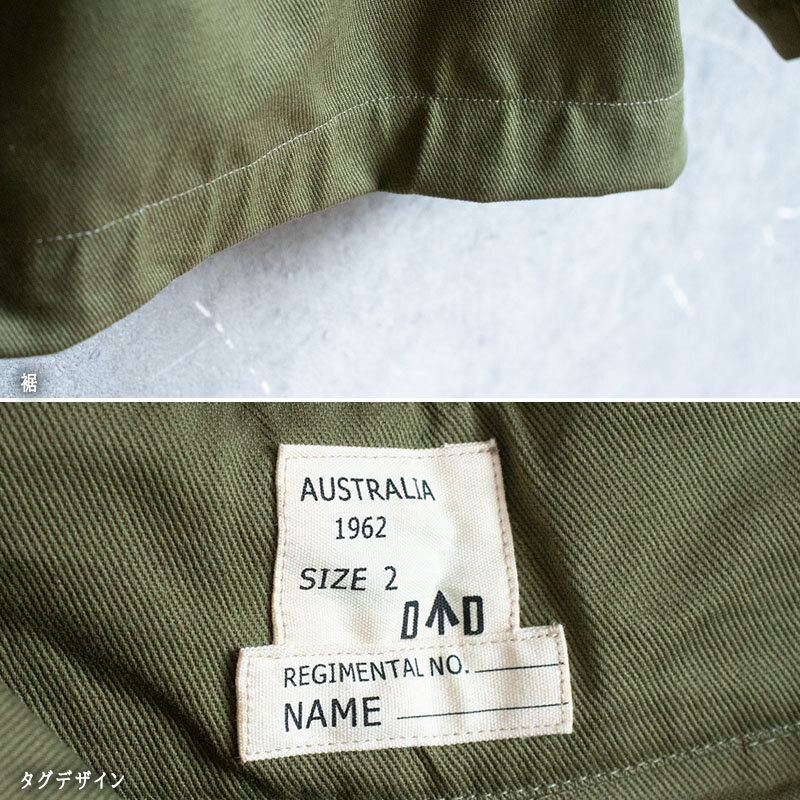 裾
AUSTRALIA
1962
SIZE 2
D↑D
REGIMENTAL NO.
NAME
タグデザイン